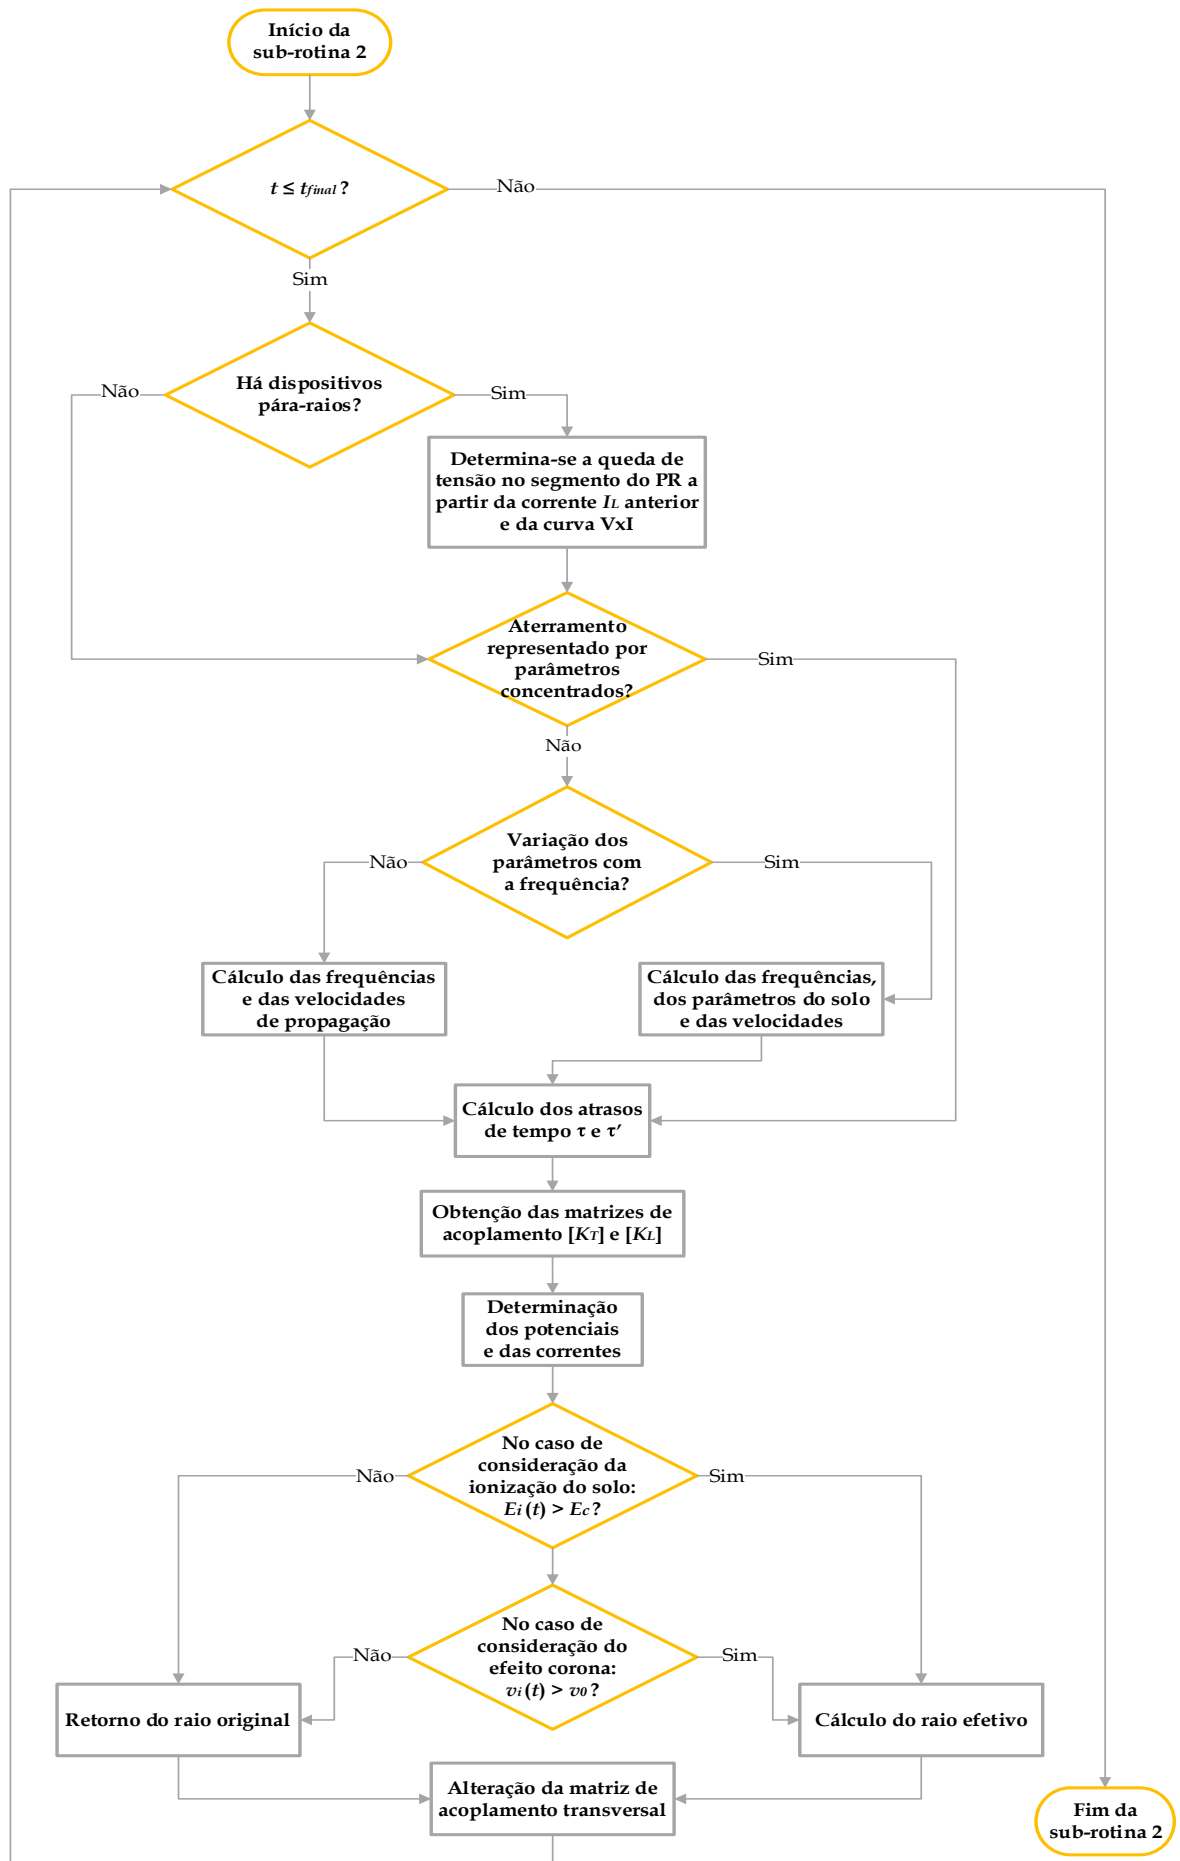 Início da
sub-rotina 2
t ≤ tfinal ?
Não
Sim
Há dispositivos
pára-raios?
Não
Sim
Determina-se a queda de
tensão no segmento do PR a
partir da corrente IL anterior
e da curva VxI
Aterramento
representado por
parâmetros
concentrados?
Sim
Não
Variação dos
parâmetros com
a frequência?
Não
Sim
Cálculo das frequências
e das velocidades
de propagação
Cálculo das frequências,
dos parâmetros do solo
e das velocidades
Cálculo dos atrasos
de tempo τ e τ′
Obtenção das matrizes de
acoplamento [KT] e [KL]
Determinação
dos potenciais
e das correntes
No caso de
consideração da
ionização do solo:
Ei (t) > Ec ?
Não
Sim
No caso de
consideração do
efeito corona:
vi (t) > v0 ?
Não
Sim
Retorno do raio original
Cálculo do raio efetivo
Alteração da matriz de
acoplamento transversal
Fim da
sub-rotina 2